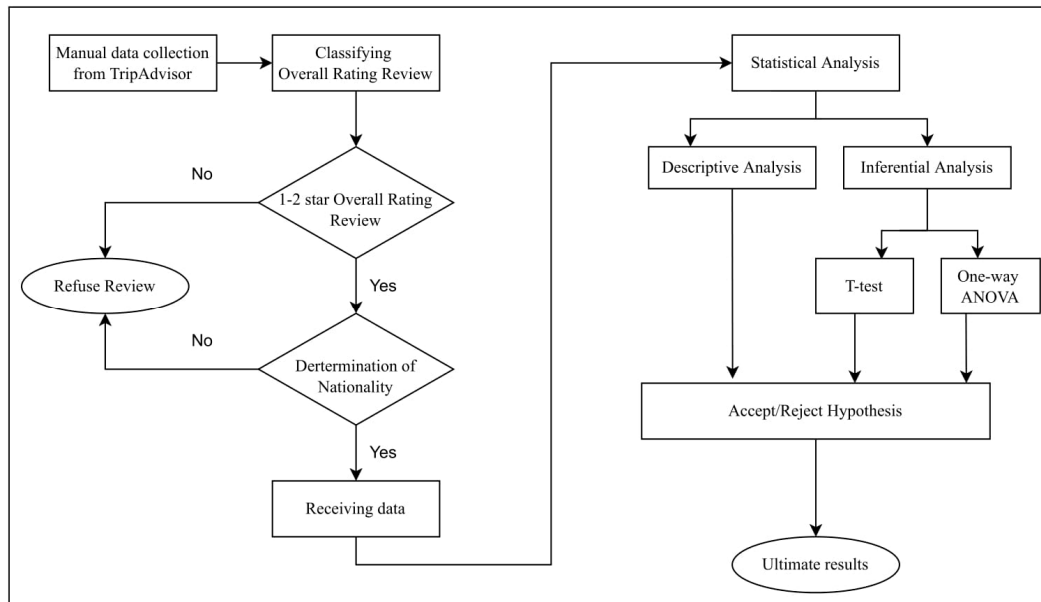 Manual data collection
from TripAdvisor
Classifying
Overall Rating Review
No
1-2 star Overall Rating
Review
Refuse Review
Yes
No
Dertermination of
Nationality
Yes
Receiving data
Statistical Analysis
Descriptive Analysis
Inferential Analysis
T-test
One-way
ANOVA
Accept/Reject Hypothesis
Ultimate results